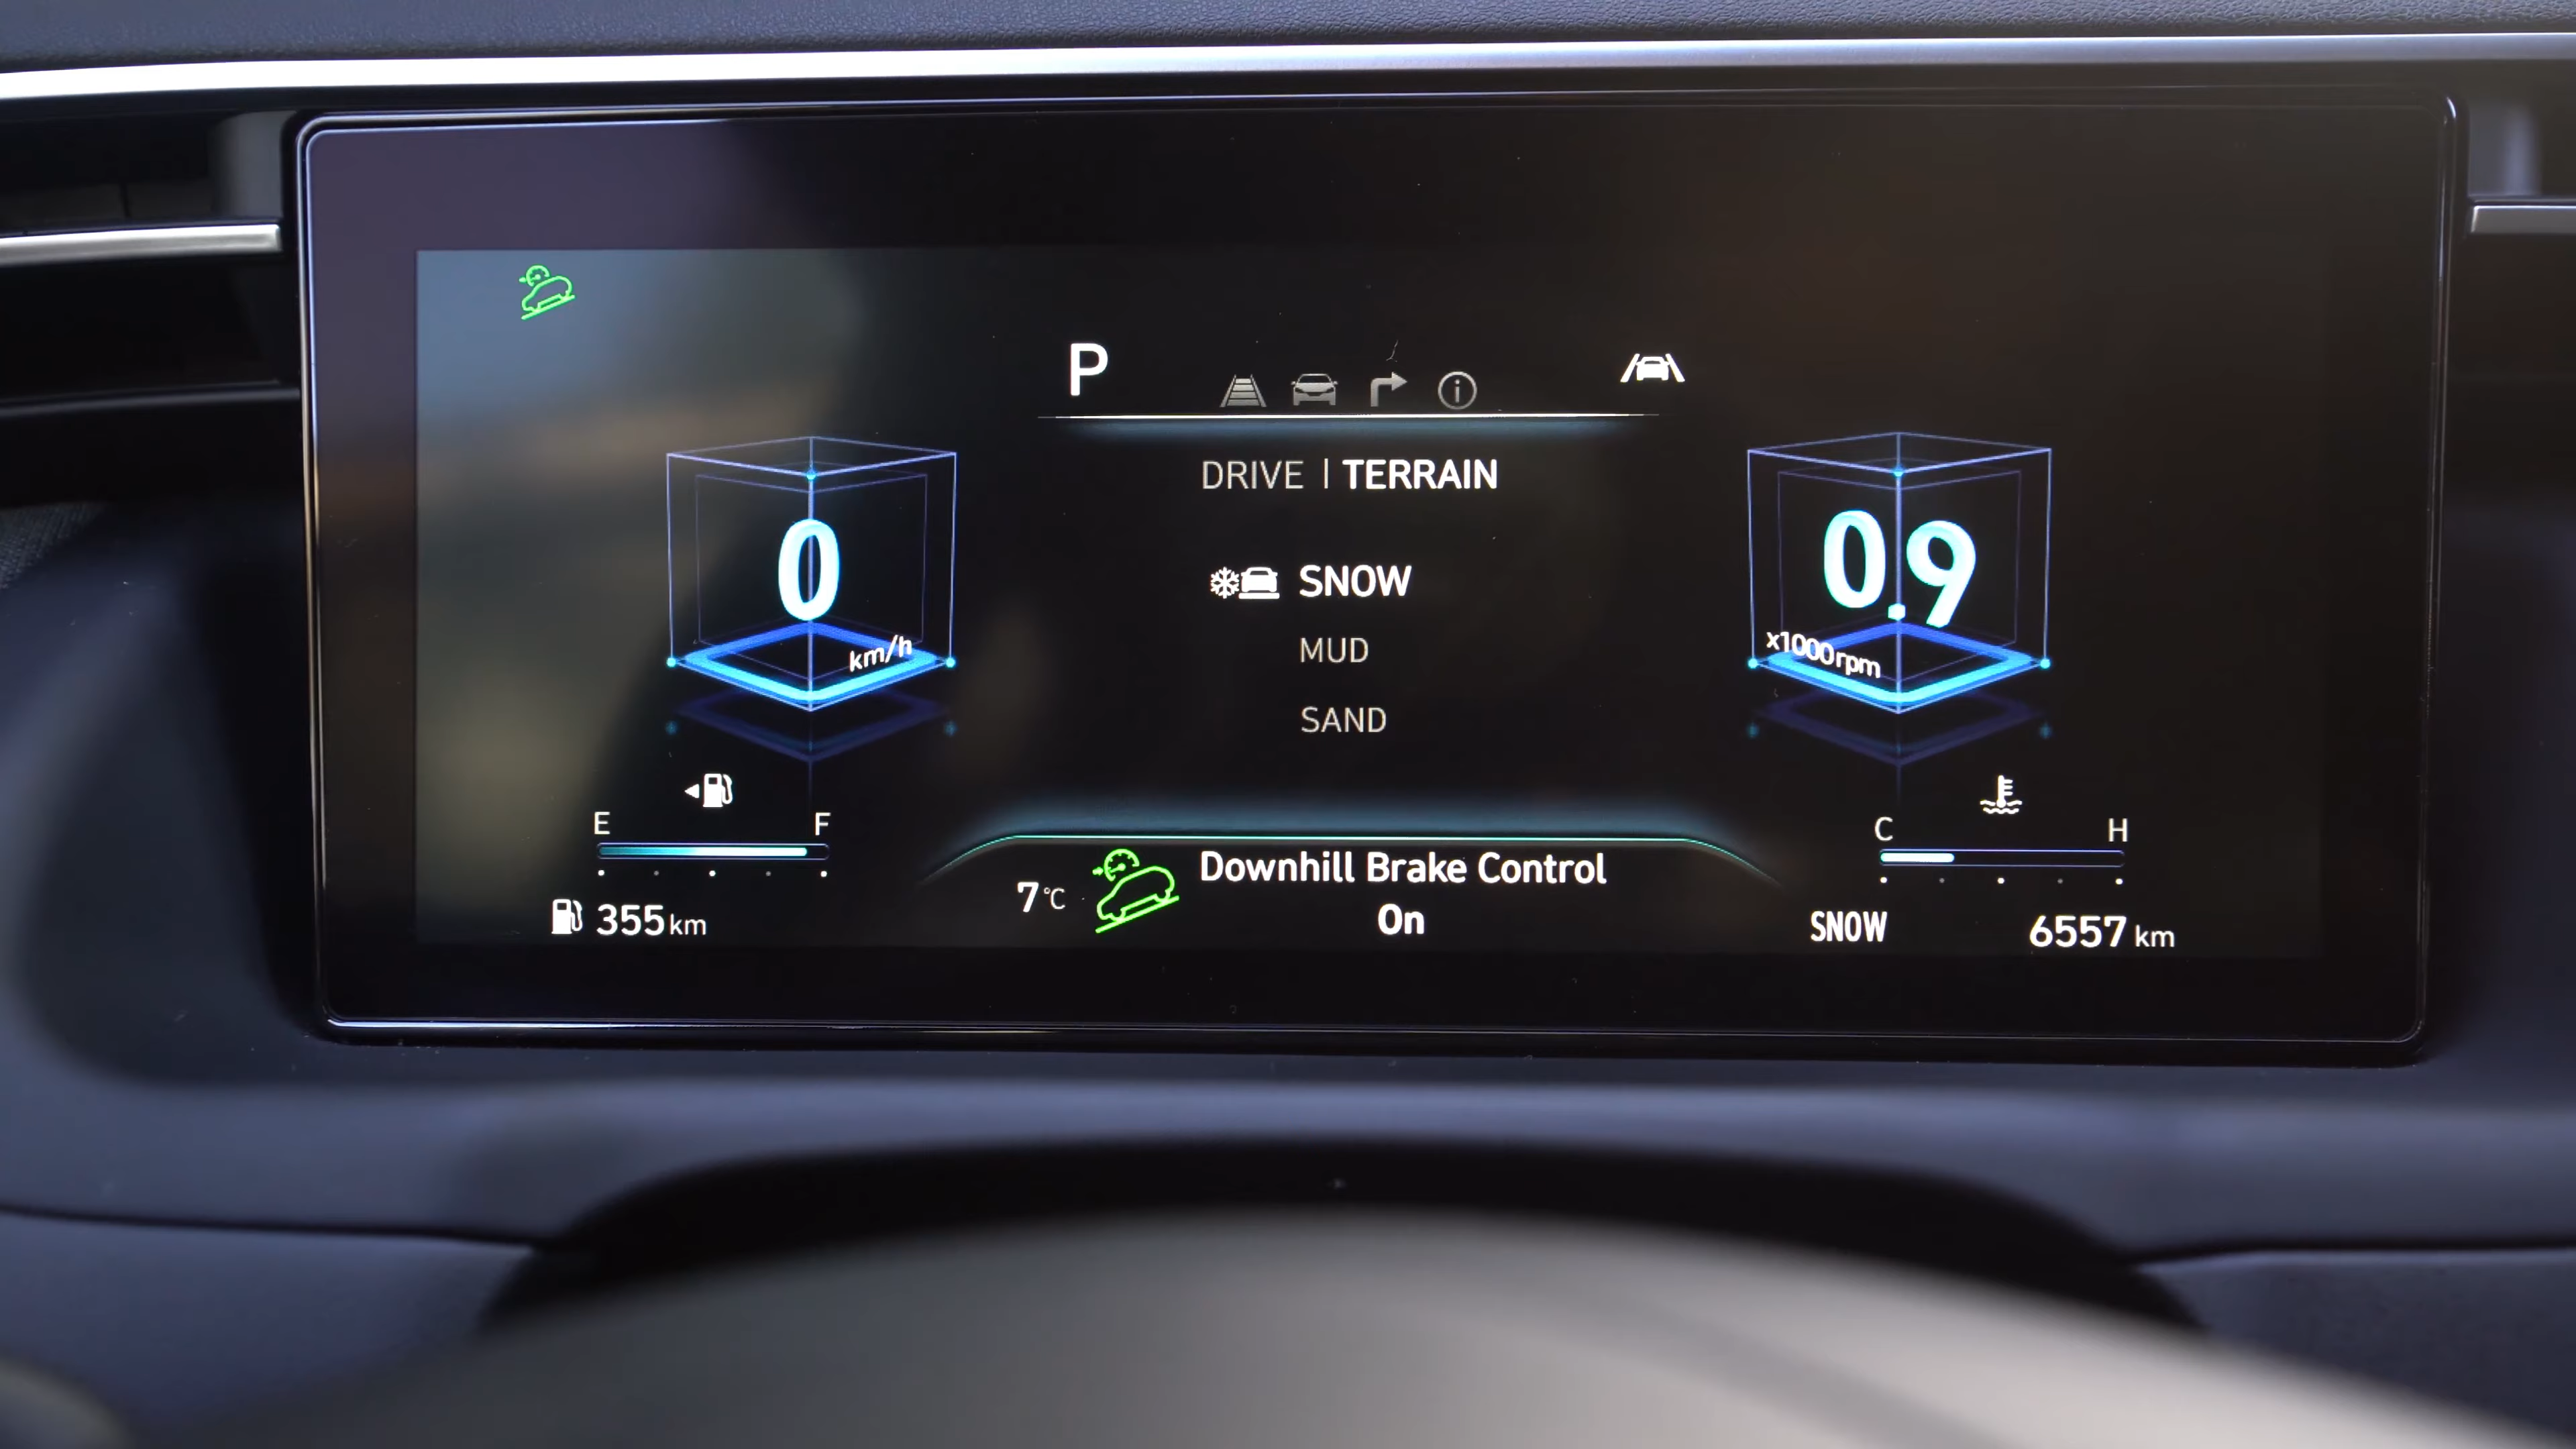 P
DRIVE | TERRAIN
SNOW
MUD
SAND
0
km/h
0.9
x1000rpm
E F
355 km
7 °C
Downhill Brake Control
On
C H
SNOW
6557 km